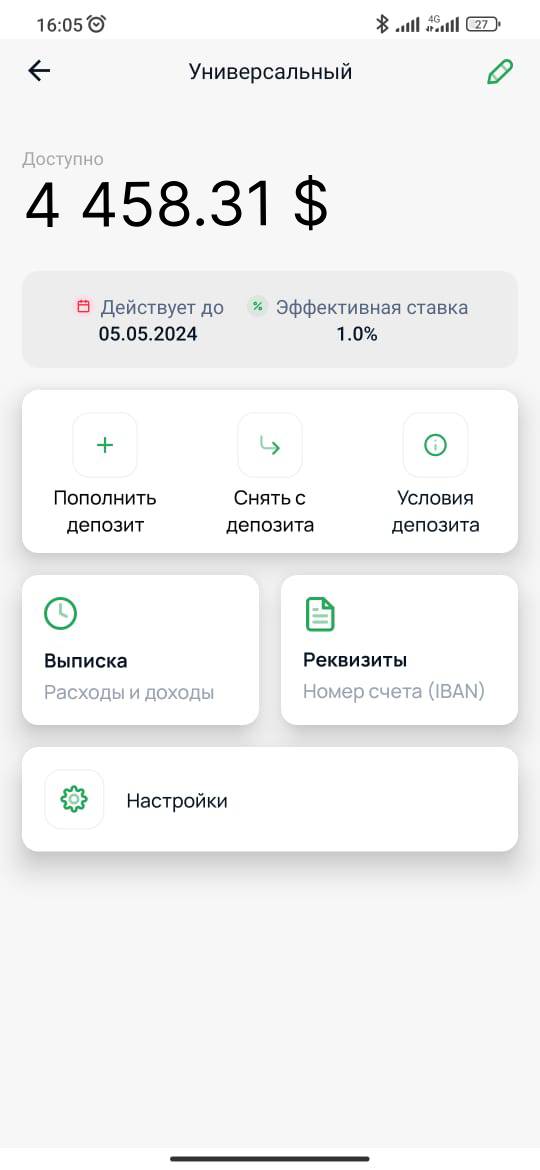 16:05 4G 27
Универсальный
Доступно
4 458.31 $
Действует до % Эффективная ставка
05.05.2024 1.0%
Пополнить Снять с Условия
депозит депозита депозита
Выписка Реквизиты
Расходы и доходы Номер счета (IBAN)
Настройки